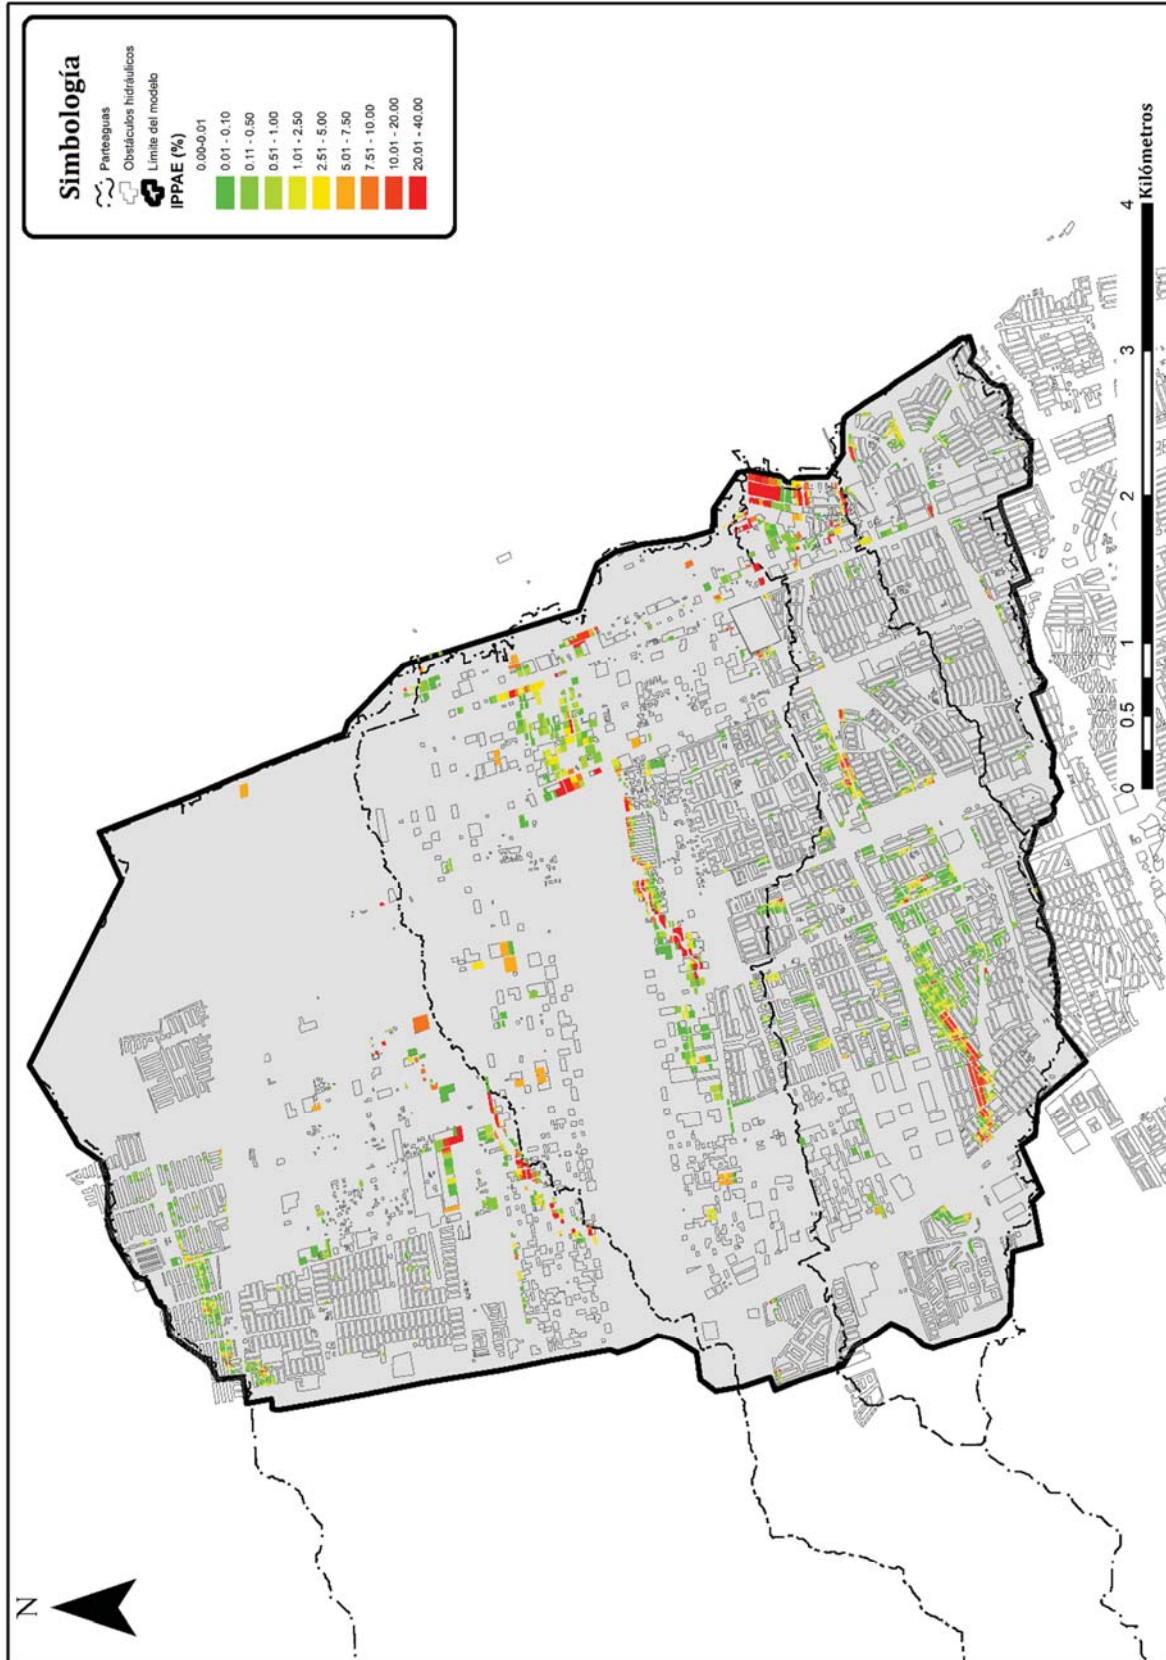 Simbología
Parteaguas
Obstáculos hidráulicos
Límite del modelo
IPPAE (%)
0.00-0.01
0.01 - 0.10
0.11 - 0.50
0.51 - 1.00
1.01 - 2.50
2.51 - 5.00
5.01 - 7.50
7.51 - 10.00
10.01 - 20.00
20.01 - 40.00
N
0 0.5 1 2 3 4
Kilómetros